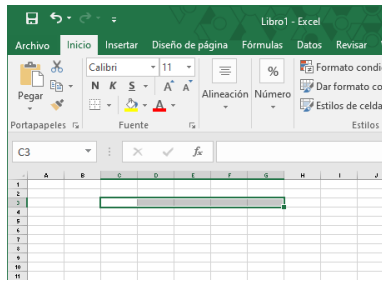 Libro1 - Excel
Archivo Inicio Insertar Diseño de página Fórmulas Datos Revisar
Calibri 11 % Formato condi
Pegar N K S A A Alineación Número Dar formato co
A Estilos de celda
Portapapeles Fuente Estilos
C3 fx
A B C D E F G H I J
1
2
3
4
5
6
7
8
9
10
11